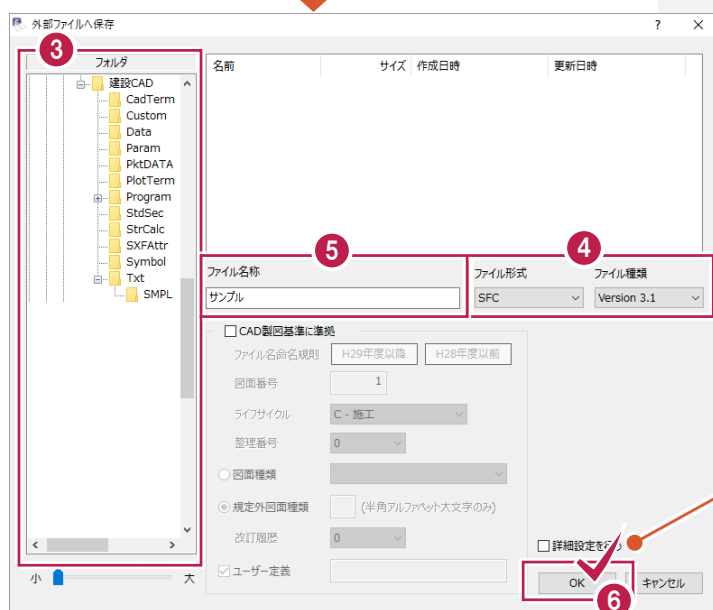 外部ファイルへ保存
? ×
3
フォルダ
建設CAD
CadTerm
Custom
Data
Param
PktDATA
PlotTerm
Program
StdSec
StrCalc
SXFAttr
Symbol
Txt
SMPL
小 大
名前 サイズ 作成日時 更新日時
5
ファイル名称
サンプル
4
ファイル形式 ファイル種類
SFC Version 3.1
CAD製図基準に準拠
ファイル名命名規則 H29年度以降 H28年度以前
図面番号 1
ライフサイクル C - 施工
整理番号 0
図面種類
規定外図面種類 (半角アルファベット大文字のみ)
改訂履歴 0
ユーザー定義
詳細設定を行う
OK キャンセル
6